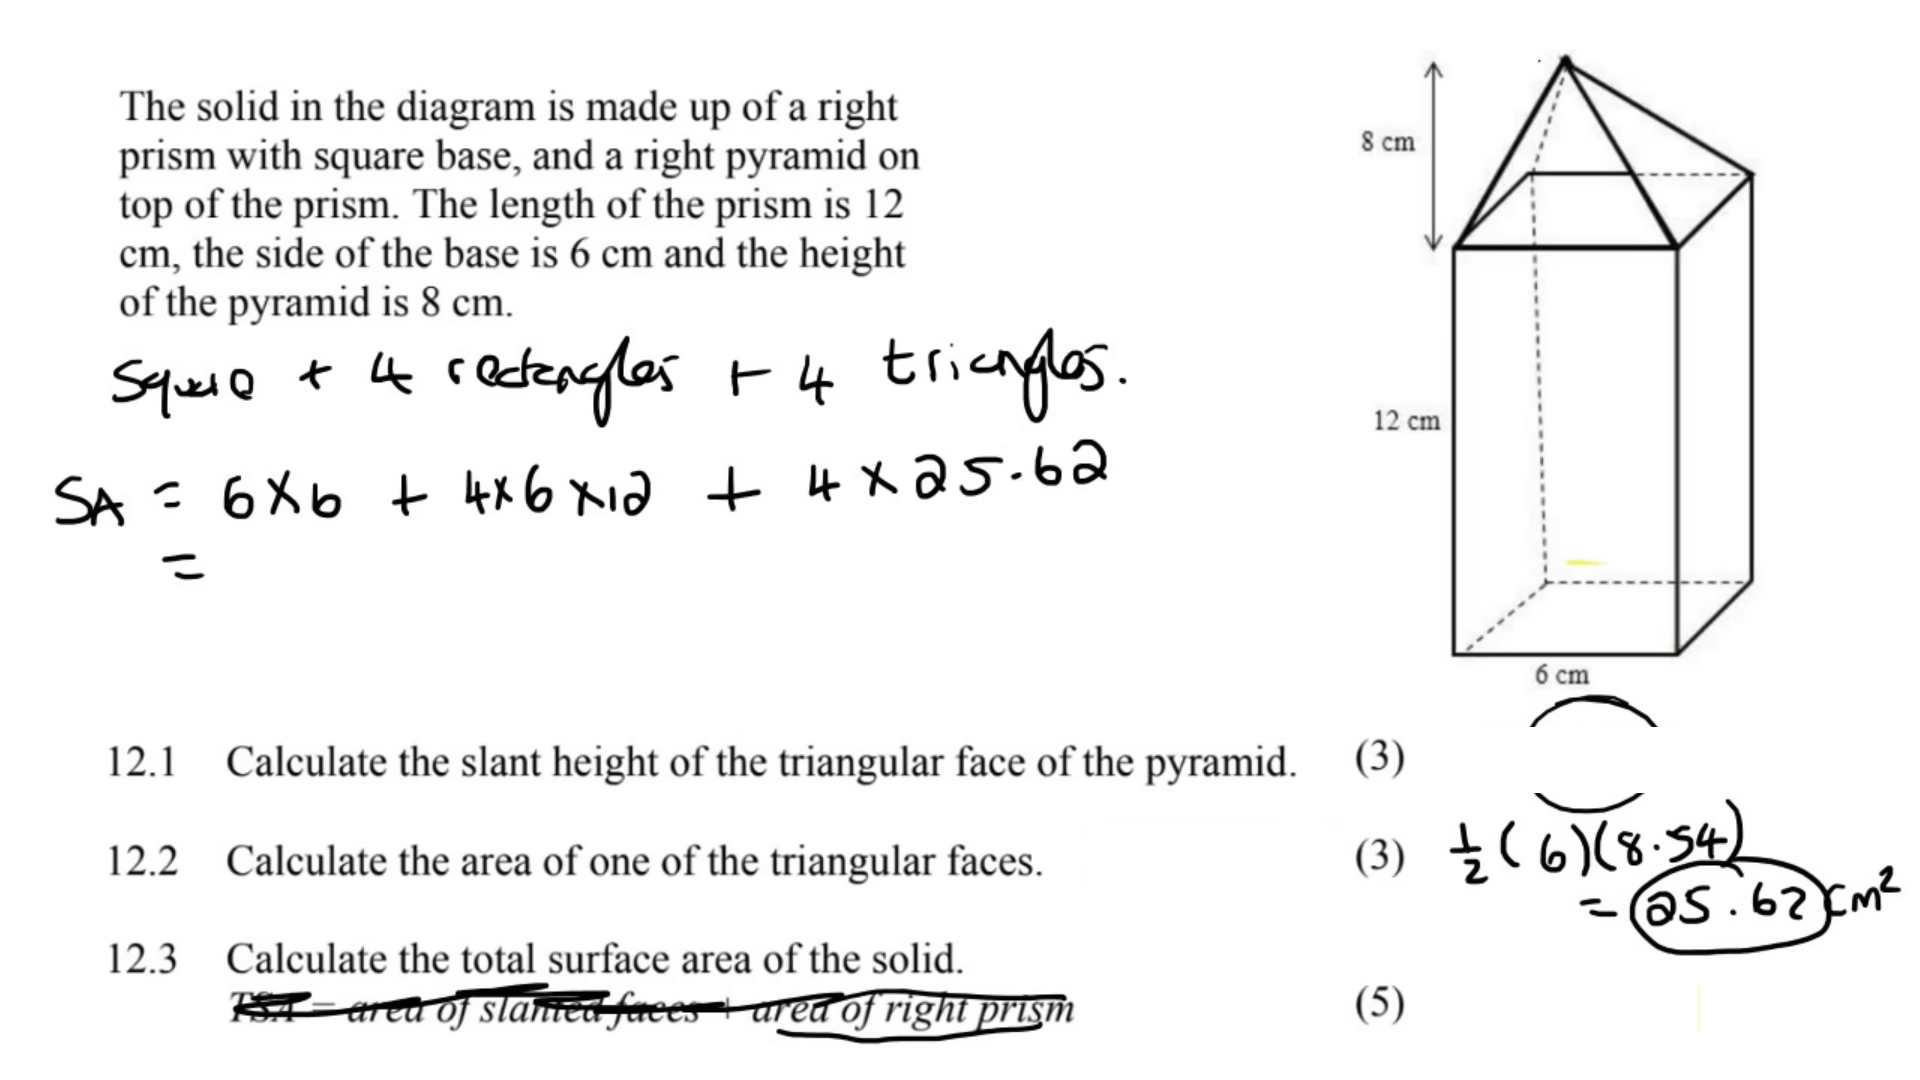 The solid in the diagram is made up of a right
prism with square base, and a right pyramid on
top of the prism. The length of the prism is 12
cm, the side of the base is 6 cm and the height
of the pyramid is 8 cm.
Square + 4 rectangles + 4 triangles.
SA = 6×6 + 4×6×12 + 4×25.62
=
8 cm
12 cm
6 cm
12.1 Calculate the slant height of the triangular face of the pyramid. (3)
12.2 Calculate the area of one of the triangular faces. (3)
½(6)(8.54)
= 25.62 cm²
12.3 Calculate the total surface area of the solid.
TSA = area of slanted faces + area of right prism (5)